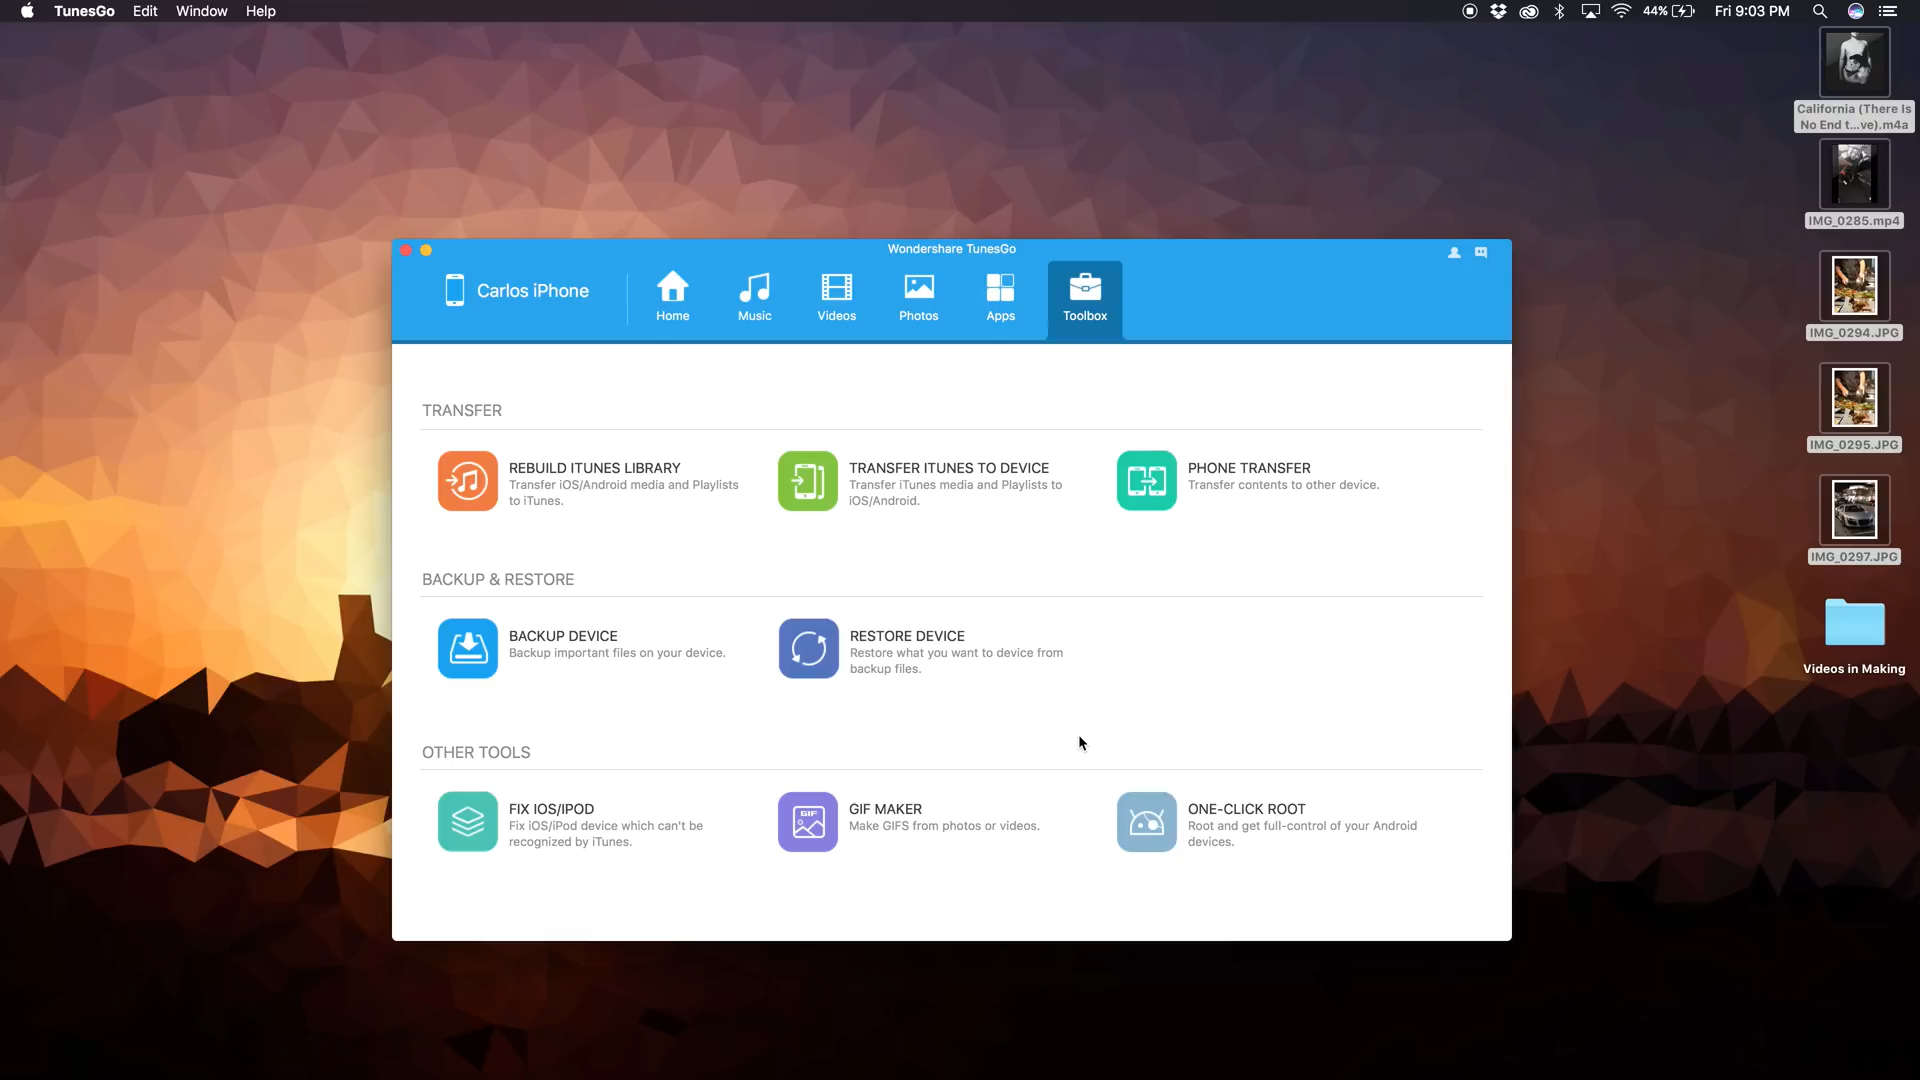 TunesGo Edit Window Help
44% Fri 9:03 PM
California (There Is
No End t...ve).m4a
IMG_0285.mp4
IMG_0294.JPG
IMG_0295.JPG
IMG_0297.JPG
Videos in Making
Wondershare TunesGo
Carlos iPhone
Home Music Videos Photos Apps Toolbox
TRANSFER
REBUILD ITUNES LIBRARY
Transfer iOS/Android media and Playlists
to iTunes.
TRANSFER ITUNES TO DEVICE
Transfer iTunes media and Playlists to
iOS/Android.
PHONE TRANSFER
Transfer contents to other device.
BACKUP & RESTORE
BACKUP DEVICE
Backup important files on your device.
RESTORE DEVICE
Restore what you want to device from
backup files.
OTHER TOOLS
FIX IOS/IPOD
Fix iOS/iPod device which can't be
recognized by iTunes.
GIF
GIF MAKER
Make GIFS from photos or videos.
ONE-CLICK ROOT
Root and get full-control of your Android
devices.